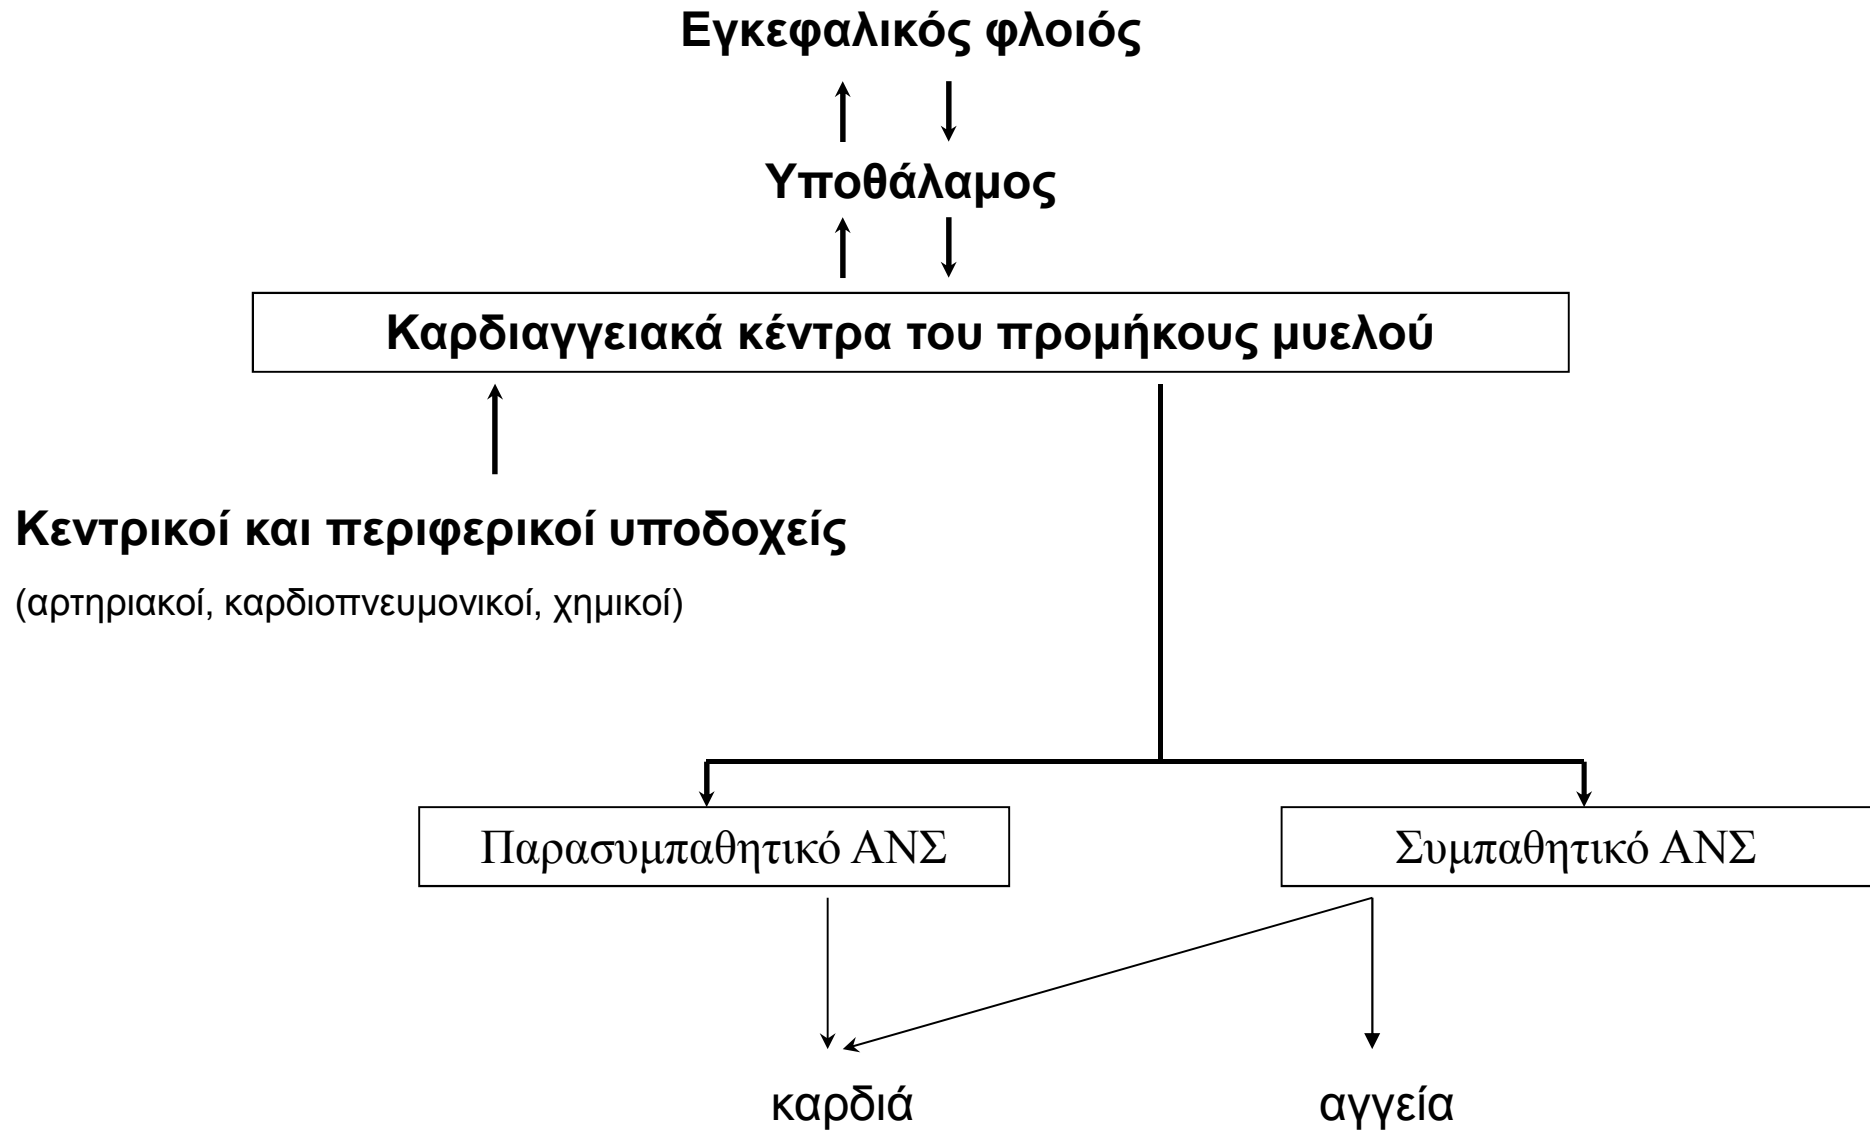 Εγκεφαλικός φλοιός
Υποθάλαμος
Καρδιαγγειακά κέντρα του προμήκους μυελού
Κεντρικοί και περιφερικοί υποδοχείς
(αρτηριακοί, καρδιοπνευμονικοί, χημικοί)
Παρασυμπαθητικό ΑΝΣ
Συμπαθητικό ΑΝΣ
καρδιά
αγγεία